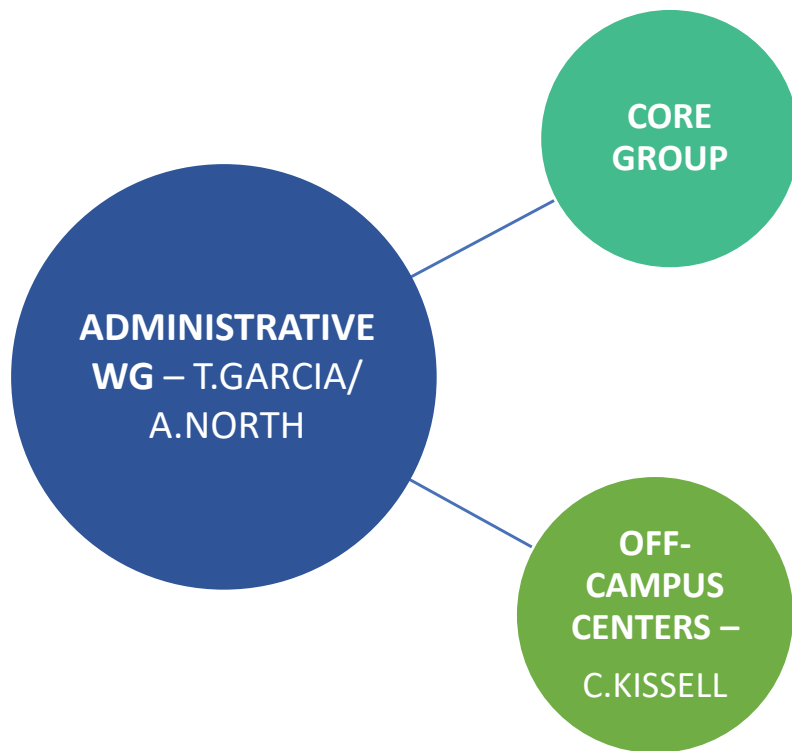 CORE
GROUP
ADMINISTRATIVE
WG – T.GARCIA/
A.NORTH
OFF-
CAMPUS
CENTERS –
C.KISSELL